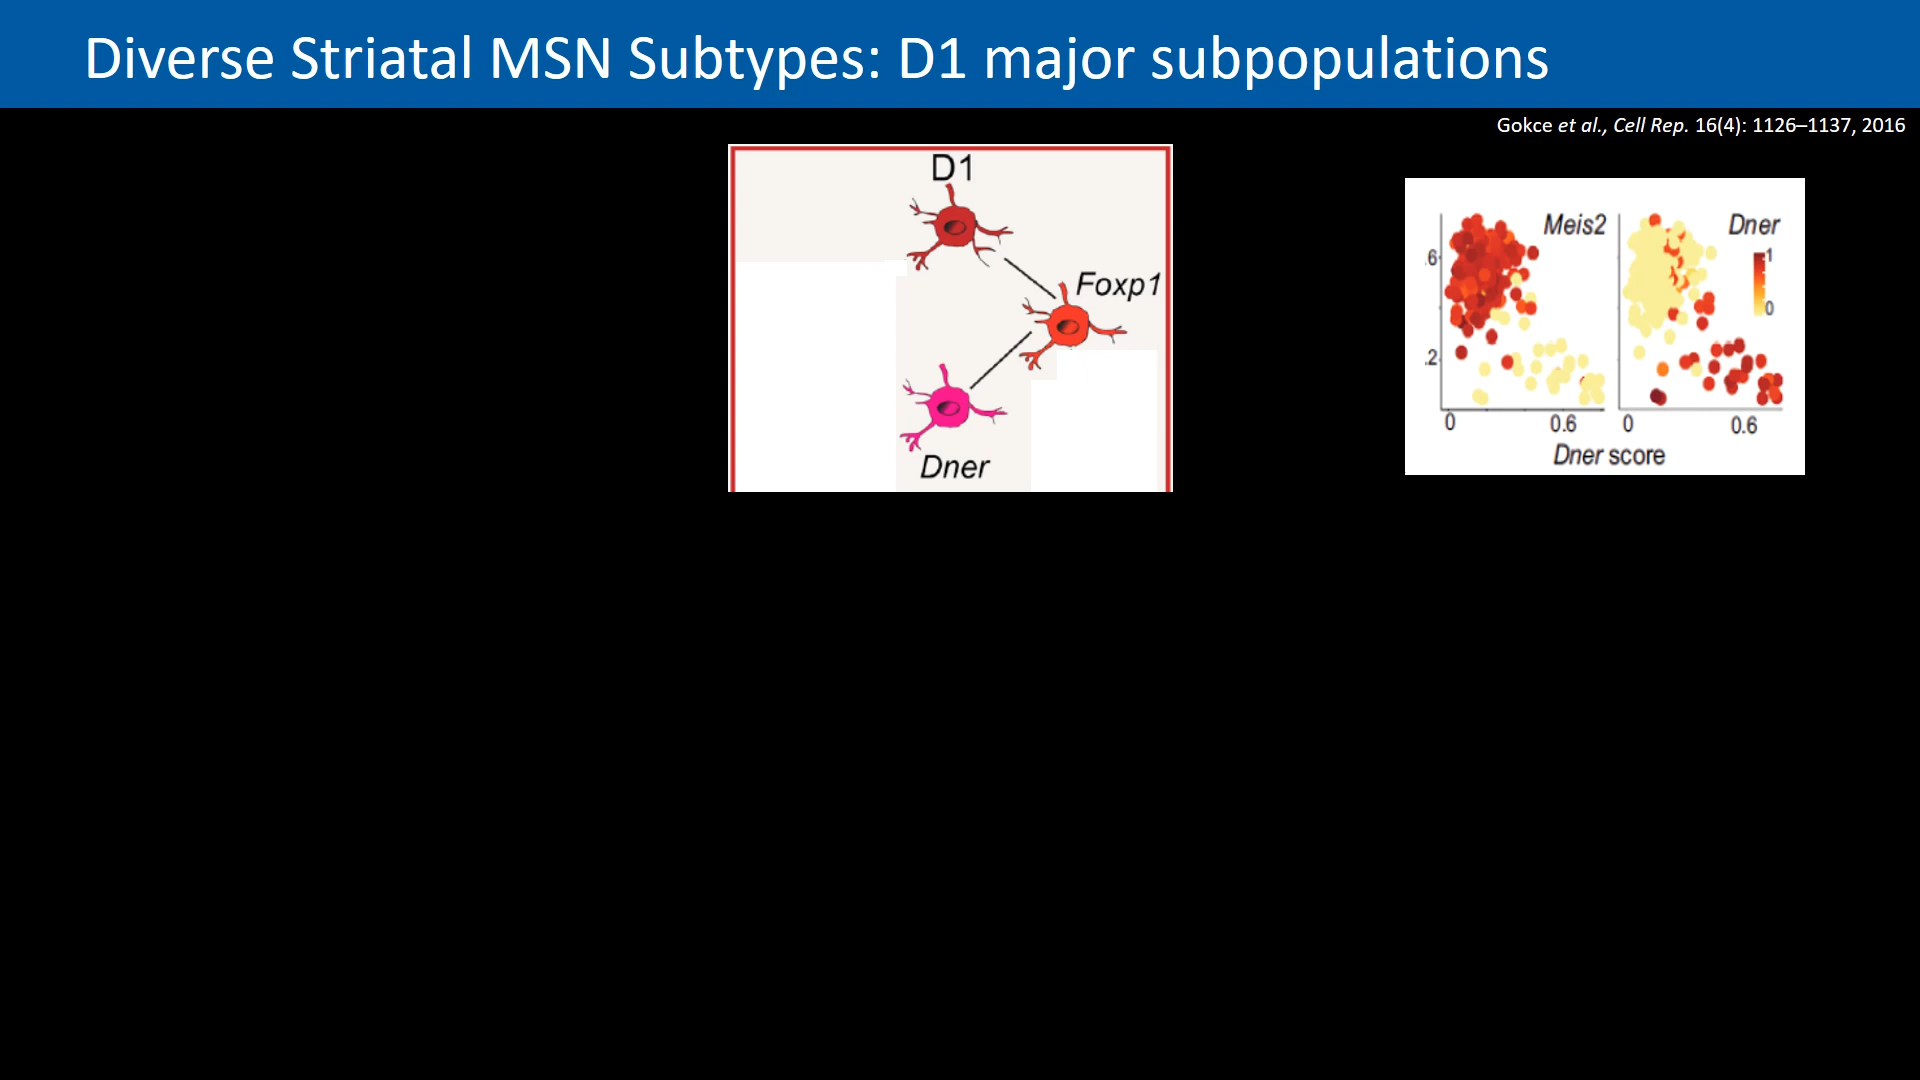 Diverse Striatal MSN Subtypes: D1 major subpopulations
Gokce et al., Cell Rep. 16(4): 1126–1137, 2016
D1
Foxp1
Dner
Meis2
Dner
.6
.2
1
0
0
0.6
0
0.6
Dner score